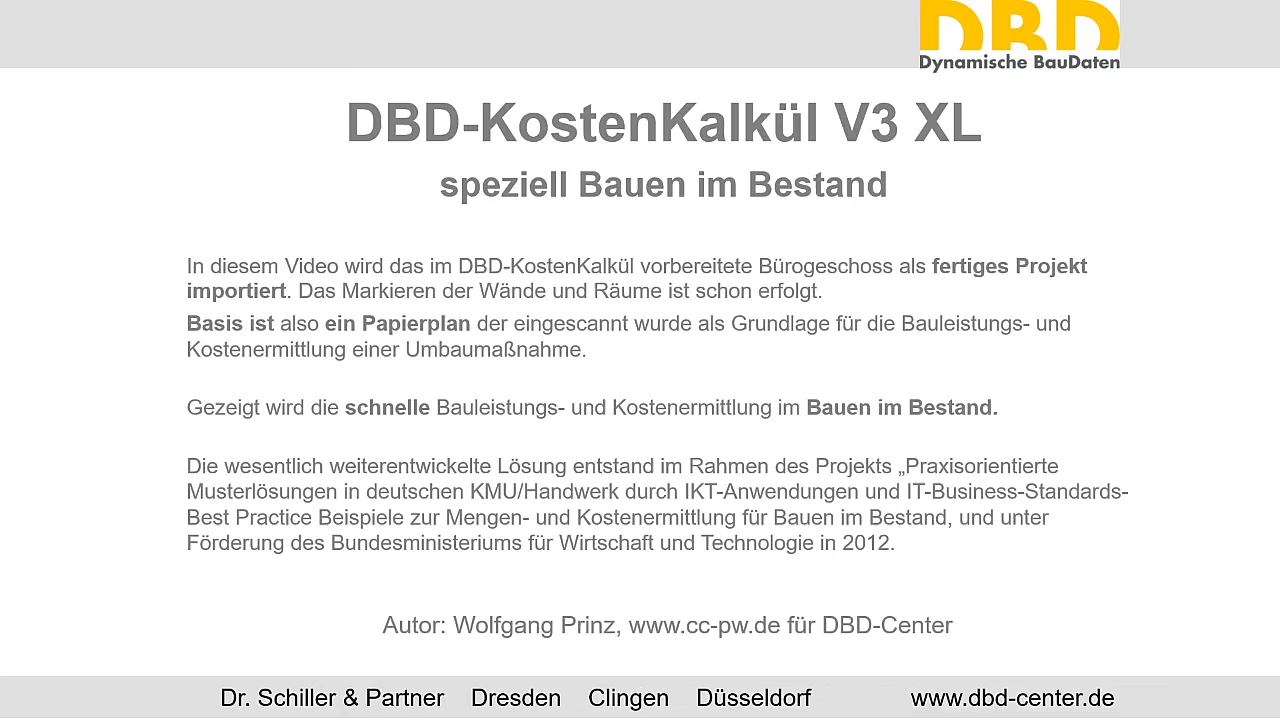 DBD
Dynamische BauDaten
DBD-KostenKalkül V3 XL
speziell Bauen im Bestand
In diesem Video wird das im DBD-KostenKalkül vorbereitete Bürogeschoss als fertiges Projekt
importiert. Das Markieren der Wände und Räume ist schon erfolgt.
Basis ist also ein Papierplan der eingescannt wurde als Grundlage für die Bauleistungs- und
Kostenermittlung einer Umbaumaßnahme.
Gezeigt wird die schnelle Bauleistungs- und Kostenermittlung im Bauen im Bestand.
Die wesentlich weiterentwickelte Lösung entstand im Rahmen des Projekts „Praxisorientierte
Musterlösungen in deutschen KMU/Handwerk durch IKT-Anwendungen und IT-Business-Standards-
Best Practice Beispiele zur Mengen- und Kostenermittlung für Bauen im Bestand, und unter
Förderung des Bundesministeriums für Wirtschaft und Technologie in 2012.
Autor: Wolfgang Prinz, www.cc-pw.de für DBD-Center
Dr. Schiller & Partner Dresden Clingen Düsseldorf www.dbd-center.de